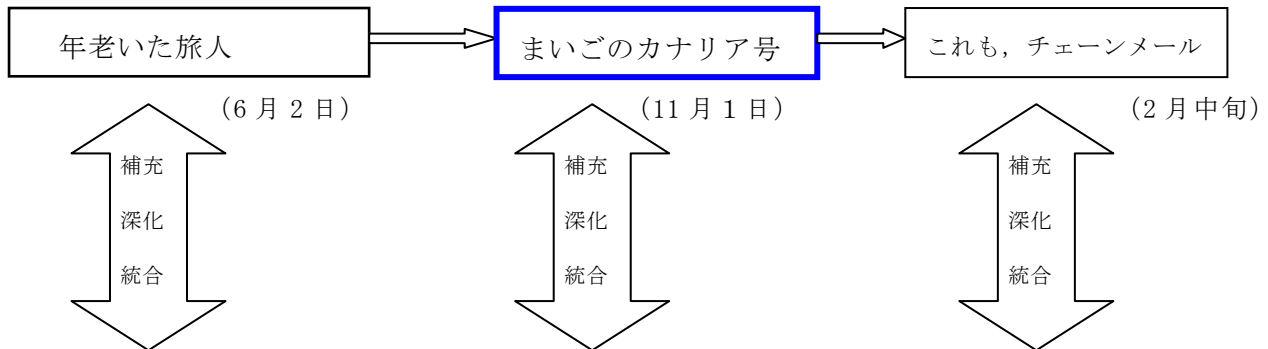 年老いた旅人
まいごのカナリア号
これも，チェーンメール
（6月2日）
（11月1日）
（2月中旬）
補充
深化
統合
補充
深化
統合
補充
深化
統合